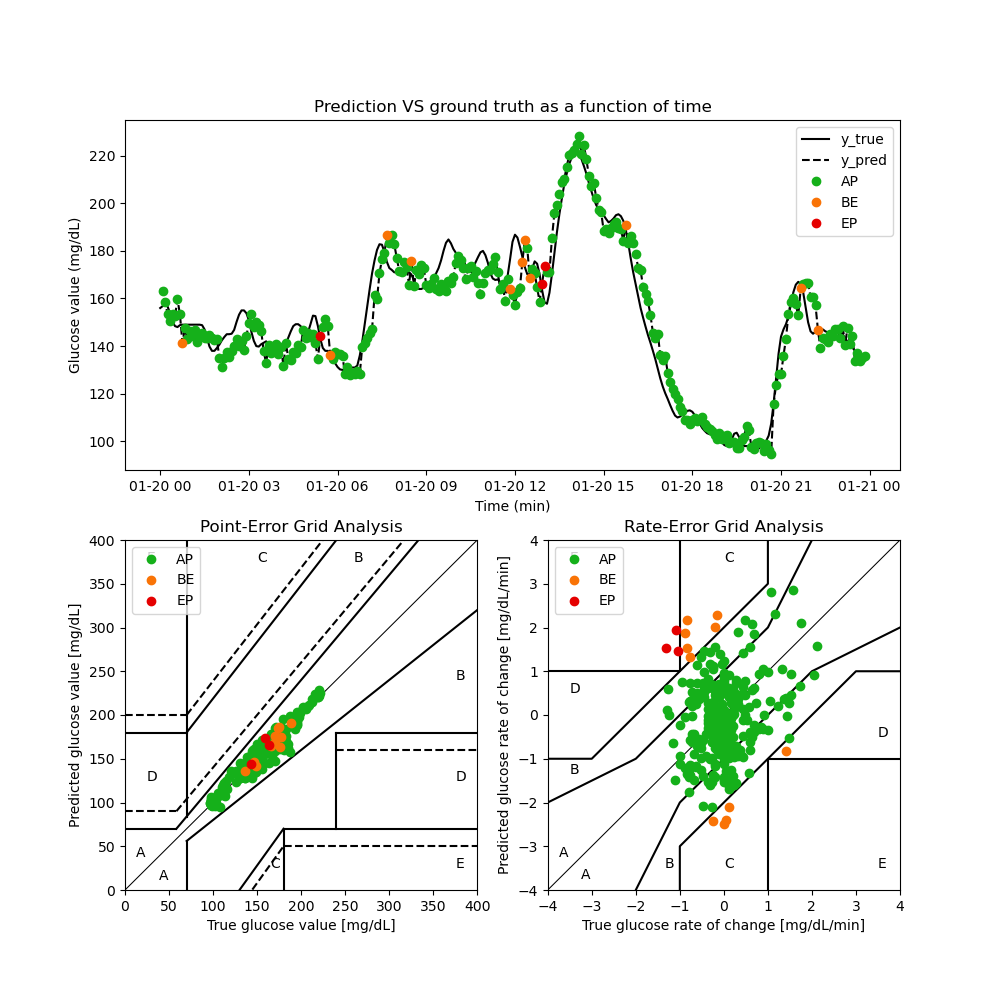 Prediction VS ground truth as a function of time
Glucose value (mg/dL)
220
200
180
160
140
120
100
y_true
y_pred
AP
BE
EP
01-20 00 01-20 03 01-20 06 01-20 09 01-20 12 01-20 15 01-20 18 01-20 21 01-21 00
Time (min)
Point-Error Grid Analysis
Predicted glucose value [mg/dL]
400
350
300
250
200
150
100
50
0
AP
BE
EP
C B
B
D D
A
A C E
0 50 100 150 200 250 300 350 400
True glucose value [mg/dL]
Rate-Error Grid Analysis
Predicted glucose rate of change [mg/dL/min]
4
3
2
1
0
−1
−2
−3
−4
AP
BE
EP
C
D
D
B
A
A B C E
−4 −3 −2 −1 0 1 2 3 4
True glucose rate of change [mg/dL/min]